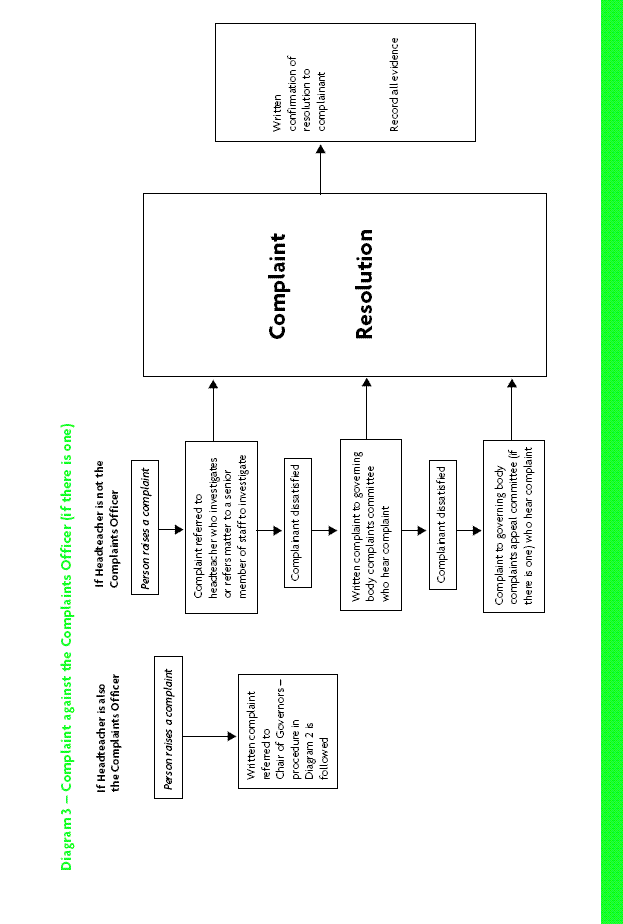 Diagram 3 – Complaint against the Complaints Officer (if there is one)
If Headteacher is also
the Complaints Officer
Person raises a complaint
Written complaint
referred to
Chair of Governors –
procedure in
Diagram 2 is
followed
If Headteacher is not the
Complaints Officer
Person raises a complaint
Complaint referred to
headteacher who investigates
or refers matter to a senior
member of staff to investigate
Complainant dissatisfied
Written complaint to governing
body complaints committee
who hear complaint
Complainant dissatisfied
Complaint to governing body
complaints appeal committee (if
there is one) who hear complaint
Complaint
Resolution
Written
confirmation of
resolution to
complainant
Record all evidence